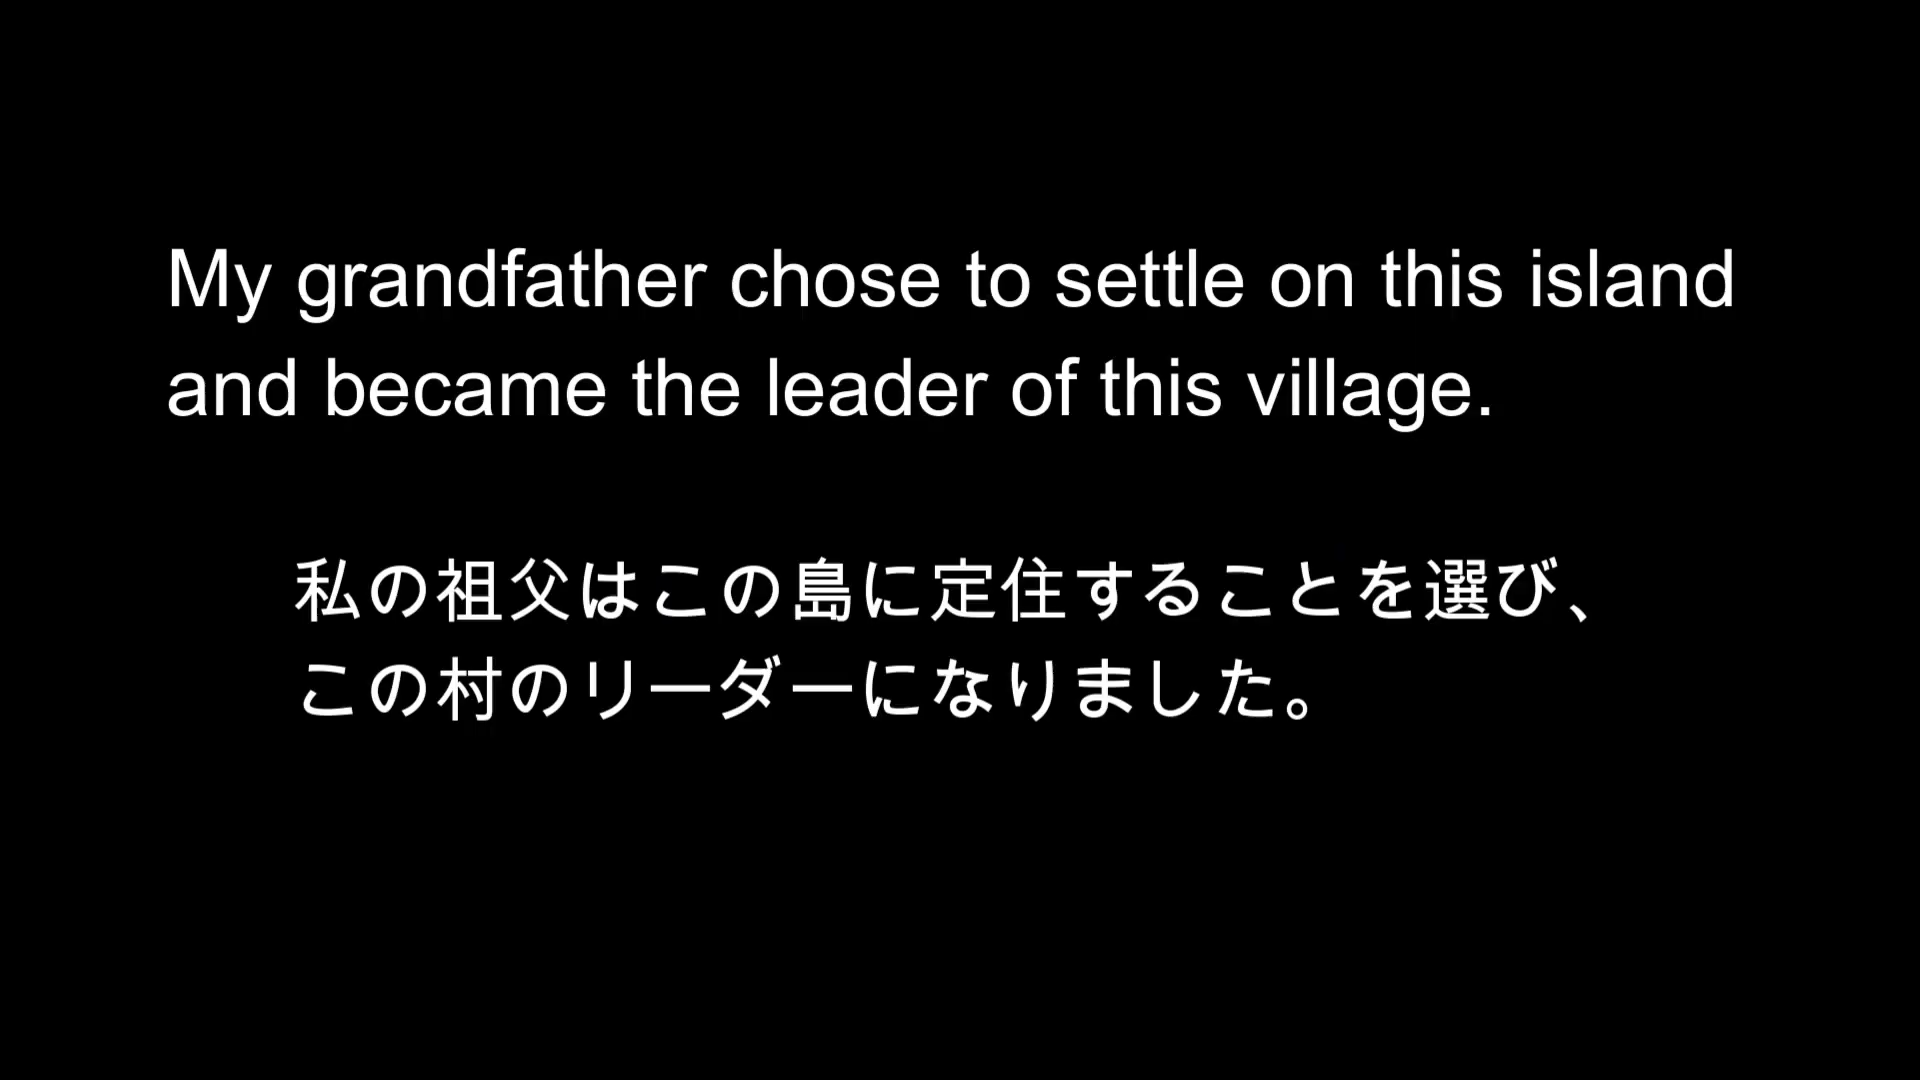 My grandfather chose to settle on this island
and became the leader of this village.
私の祖父はこの島に定住することを選び、
この村のリーダーになりました。